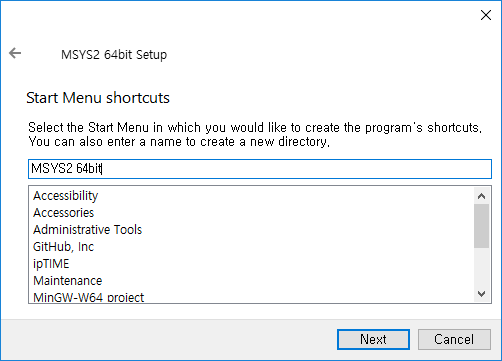 MSYS2 64bit Setup
Start Menu shortcuts
Select the Start Menu in which you would like to create the program's shortcuts,
You can also enter a name to create a new directory,
MSYS2 64bit
Accessibility
Accessories
Administrative Tools
GitHub, Inc
ipTIME
Maintenance
MinGW-W64 project
Next
Cancel